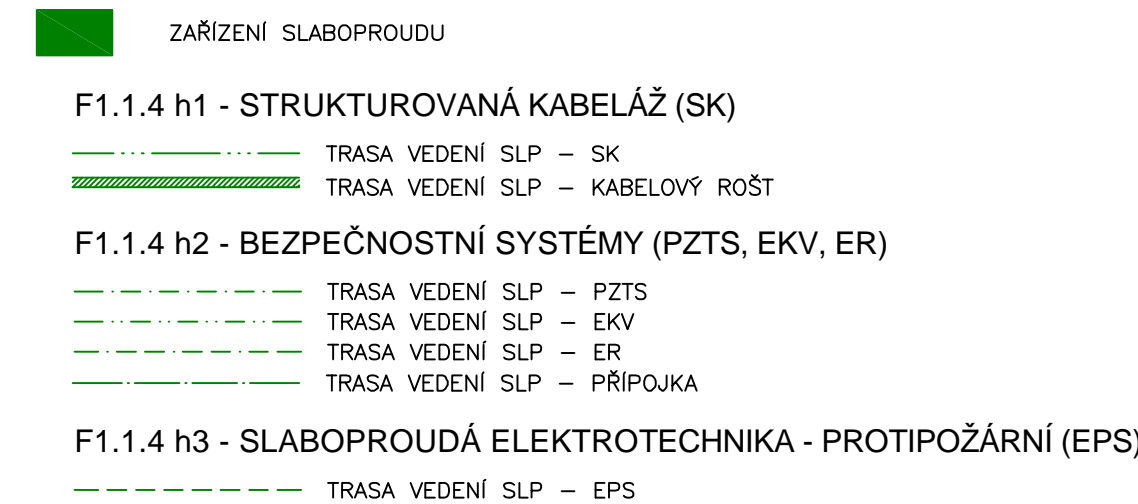 ZAŘÍZENÍ SLABOPROUDU
F1.1.4 h1 - STRUKTUROVANÁ KABELÁŽ (SK)
TRASA VEDENÍ SLP – SK
TRASA VEDENÍ SLP – KABELOVÝ ROŠT
F1.1.4 h2 - BEZPEČNOSTNÍ SYSTÉMY (PZTS, EKV, ER)
TRASA VEDENÍ SLP – PZTS
TRASA VEDENÍ SLP – EKV
TRASA VEDENÍ SLP – ER
TRASA VEDENÍ SLP – PŘÍPOJKA
F1.1.4 h3 - SLABOPROUDÁ ELEKTROTECHNIKA - PROTIPOŽÁRNÍ (EPS)
TRASA VEDENÍ SLP – EPS